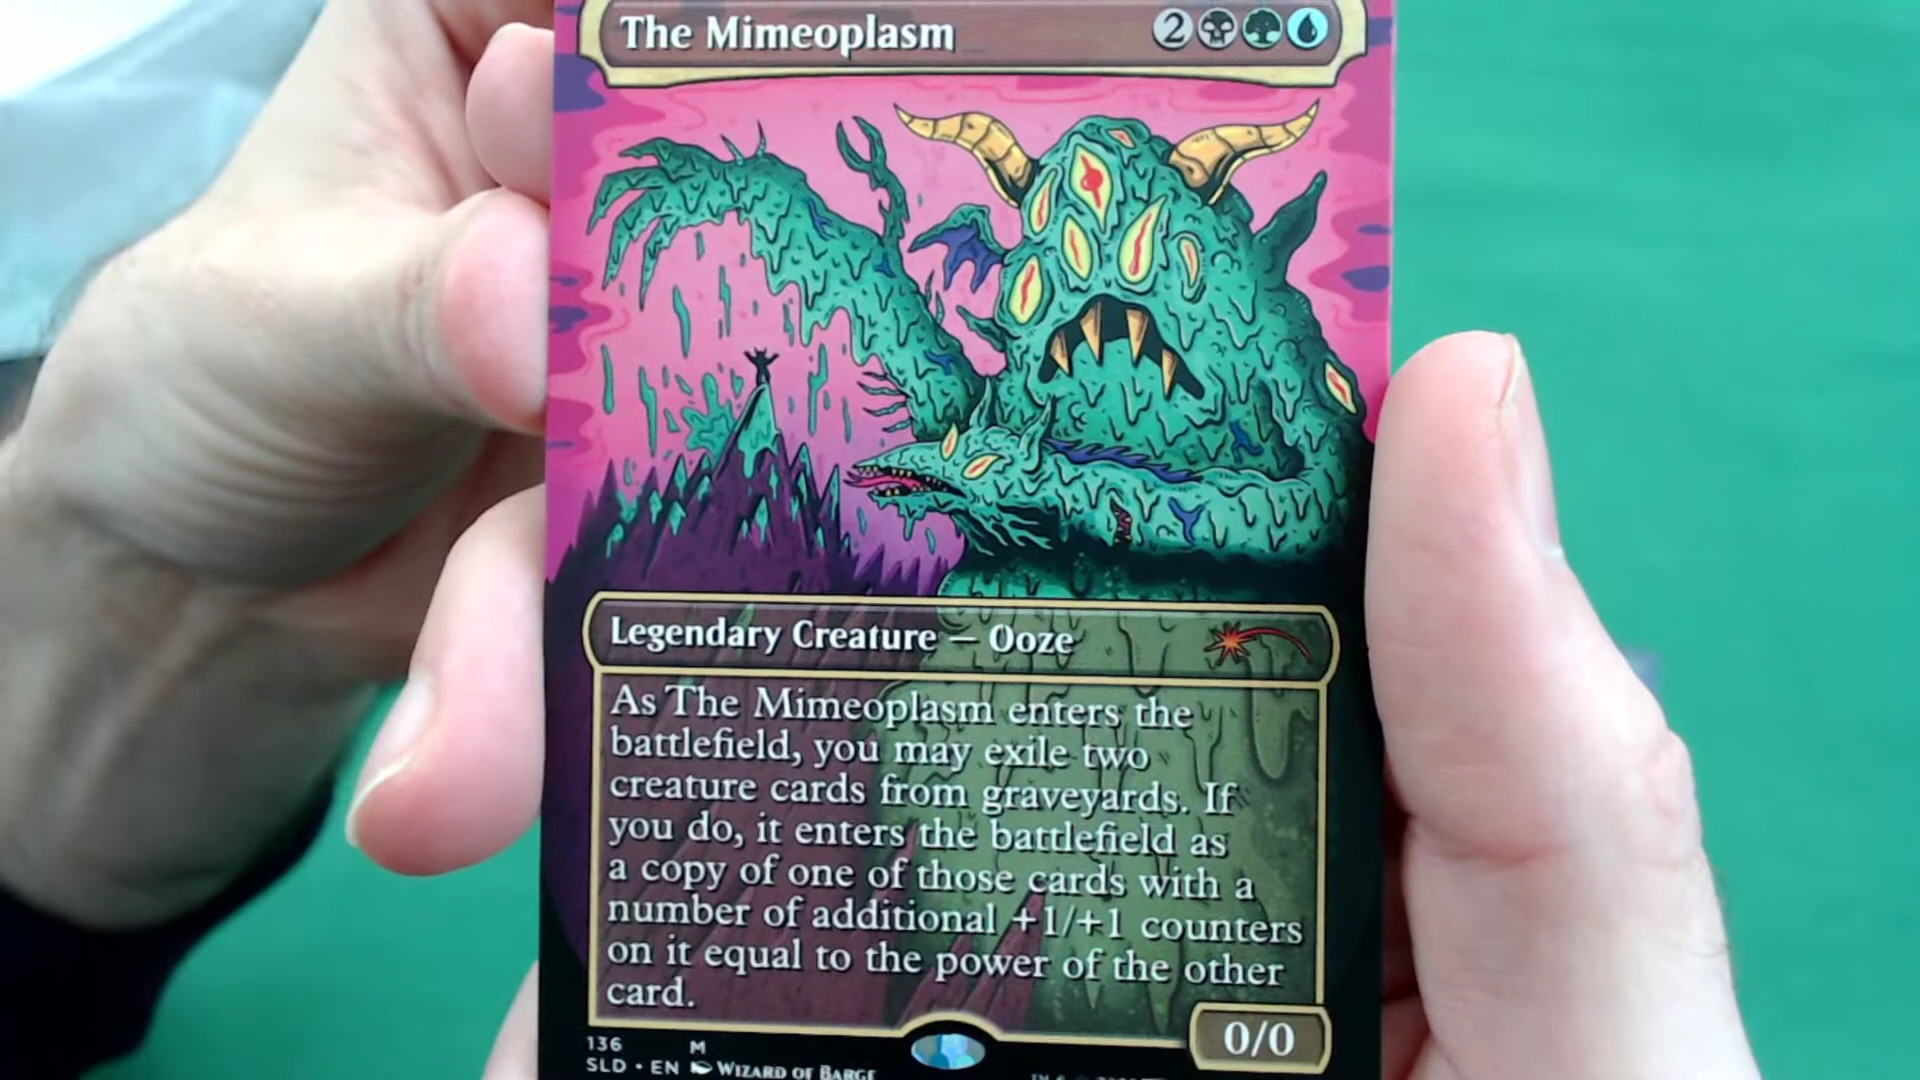 The Mimeoplasm 2
Legendary Creature — Ooze
As The Mimeoplasm enters the
battlefield, you may exile two
creature cards from graveyards. If
you do, it enters the battlefield as
a copy of one of those cards with a
number of additional +1/+1 counters
on it equal to the power of the other
card.
0/0
136 M
SLD • EN WIZARD OF BARGE